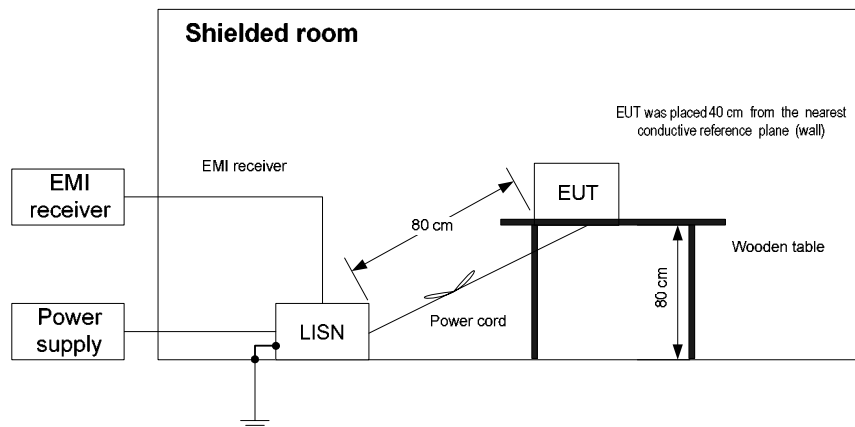 Shielded room
EUT was placed 40 cm from the nearest
conductive reference plane (wall)
EMI receiver
EMI
receiver
EUT
80 cm
Wooden table
80 cm
Power
supply
LISN
Power cord